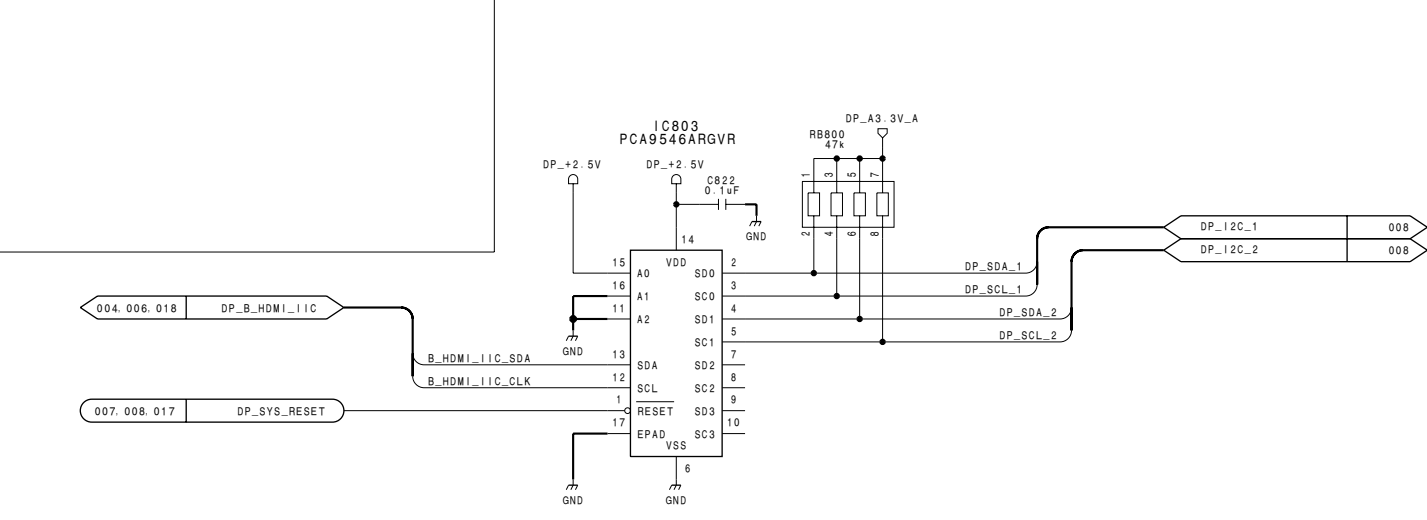 IC803
PCA9546ARGVR
DP_A3.3V_A
RB800
47k
DP_+2.5V
DP_+2.5V
C822
0.1uF
1
3
5
7
2
4
6
8
GND
14
VDD
DP_I2C_1 008
DP_I2C_2 008
15 A0 SD0 2 DP_SDA_1
16 A1 SC0 3 DP_SCL_1
11 A2 SD1 4 DP_SDA_2
GND SC1 5 DP_SCL_2
004.006.018 DP_B_HDMI_IIC
B_HDMI_IIC_SDA 13 SDA SD2 7
B_HDMI_IIC_CLK 12 SCL SC2 8
007.008.017 DP_SYS_RESET 1 RESET SD3 9
17 EPAD SC3 10
VSS
6
GND
GND